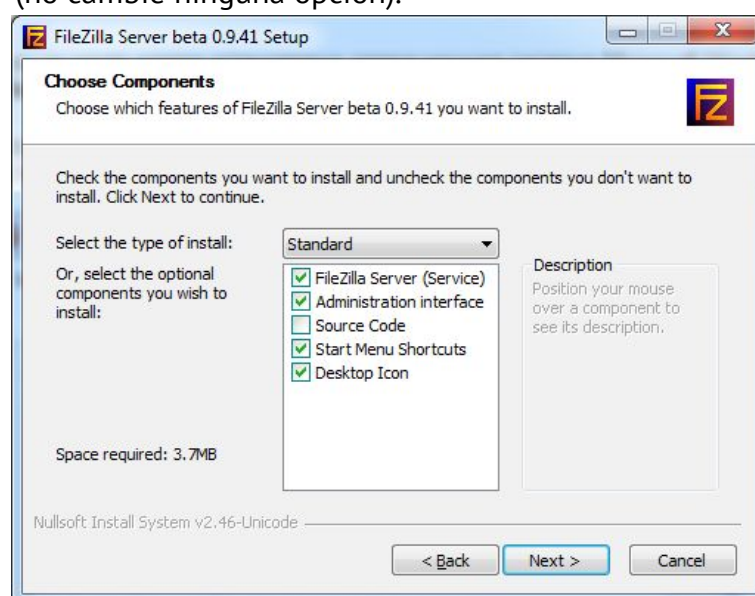 (no cambie ninguna opción).
FileZilla Server beta 0.9.41 Setup
Choose Components
Choose which features of FileZilla Server beta 0.9.41 you want to install.
Check the components you want to install and uncheck the components you don't want to
install. Click Next to continue.
Select the type of install:
Standard
Or, select the optional
components you wish to
install:
FileZilla Server (Service)
Administration interface
Source Code
Start Menu Shortcuts
Desktop Icon
Description
Position your mouse
over a component to
see its description.
Space required: 3.7MB
Nullsoft Install System v2.46-Unicode
< Back
Next >
Cancel